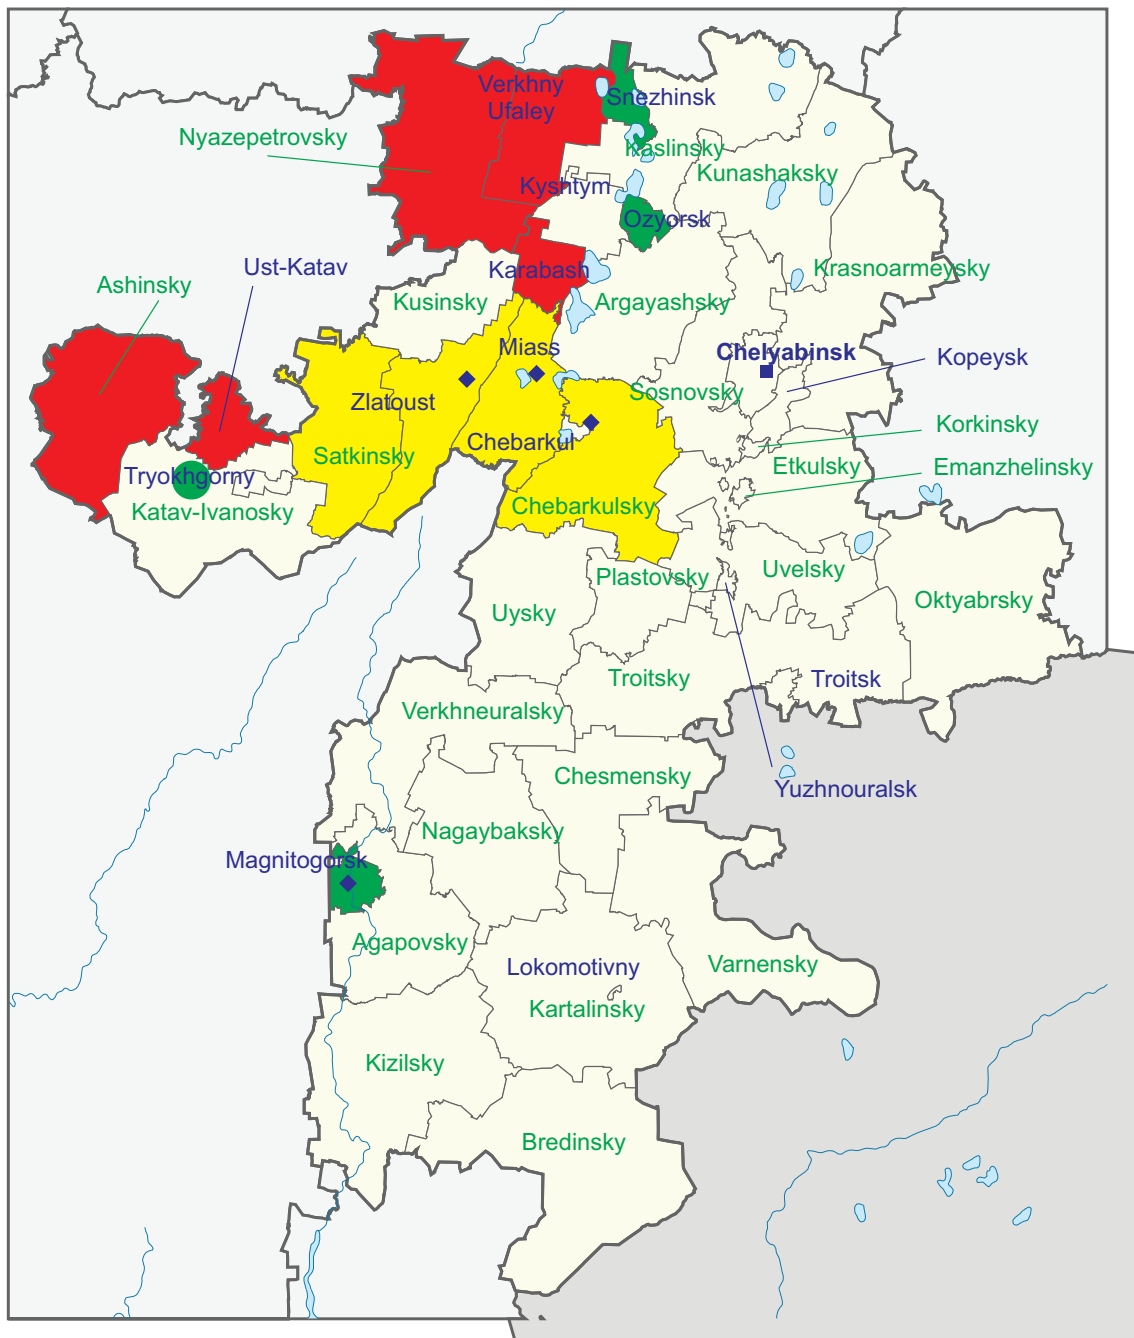 Verkhny
Ufaley
Snezhinsk
Nyazepetrovsky
Kaslinsky
Kunashaksky
Kyshtym
Ozyorsk
Ust-Katav
Karabash
Krasnoarmeysky
Ashinsky
Kusinsky
Argayashsky
Miass
Chelyabinsk
Kopeysk
Sosnovsky
Zlatoust
Korkinsky
Chebarkul
Satkinsky
Etkulsky
Emanzhelinsky
Tryokhgorny
Katav-Ivanosky
Chebarkulsky
Plastovsky
Uvelsky
Oktyabrsky
Uysky
Troitsky
Troitsk
Verkhneuralsky
Chesmensky
Yuzhnouralsk
Nagaybaksky
Magnitogorsk
Agapovsky
Lokomotivny
Varnensky
Kartalinsky
Kizilsky
Bredinsky